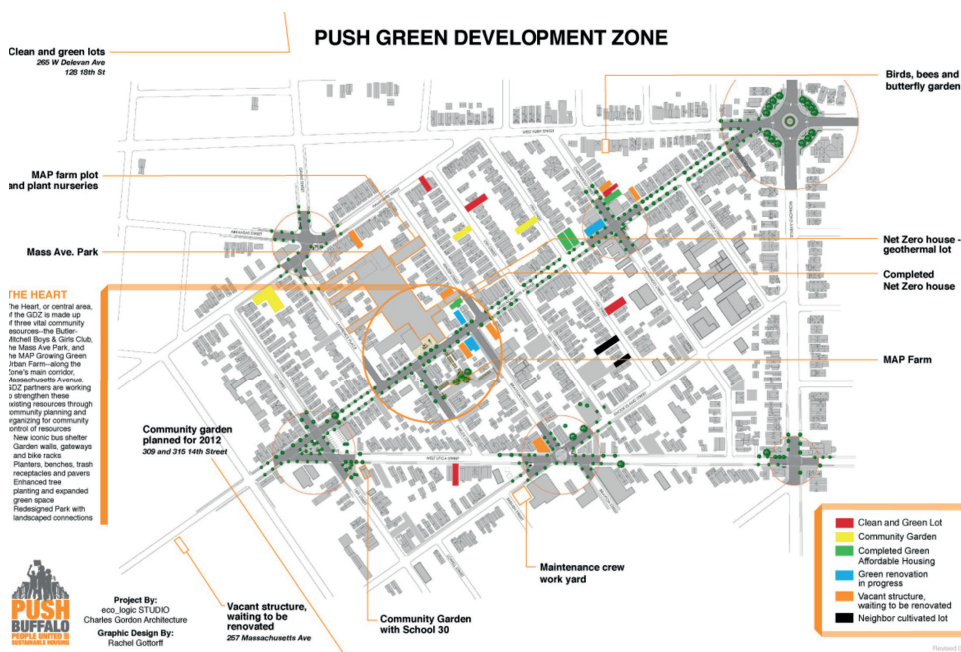 PUSH GREEN DEVELOPMENT ZONE
Clean and green lots
265 W Delevan Ave
128 18th St
Birds, bees and
butterfly garden
MAP farm plot
and plant nurseries
Mass Ave. Park
Net Zero house -
geothermal lot
Completed
Net Zero house
MAP Farm
THE HEART
The Heart, or central area,
of the GDZ is made up
of three vital community
resources—the Butler-
Mitchell Boys & Girls Club,
the Mass Ave Park, and
the MAP Growing Green
Urban Farm—along the
zone's main corridor,
Massachusetts Avenue.
GDZ partners are working
to strengthen these
existing resources through
community planning and
organizing for community
control of resources
New iconic bus shelter
Garden walls, gateways
and bike racks
Planters, benches, trash
receptacles and pavers
Enhanced tree
planting and expanded
green space
Redesigned Park with
landscaped connections
Community garden
planned for 2012
309 and 315 14th Street
WEST UTICA STREET
Maintenance crew
work yard
Community Garden
with School 30
Vacant structure,
waiting to be
renovated
257 Massachusetts Ave
Clean and Green Lot
Community Garden
Completed Green
Affordable Housing
Green renovation
in progress
Vacant structure,
waiting to be renovated
Neighbor cultivated lot
PUSH
BUFFALO
PEOPLE UNITED for
SUSTAINABLE HOUSING
Project By:
eco_logic STUDIO
Charles Gordon Architecture
Graphic Design By:
Rachel Gottorff
Revised